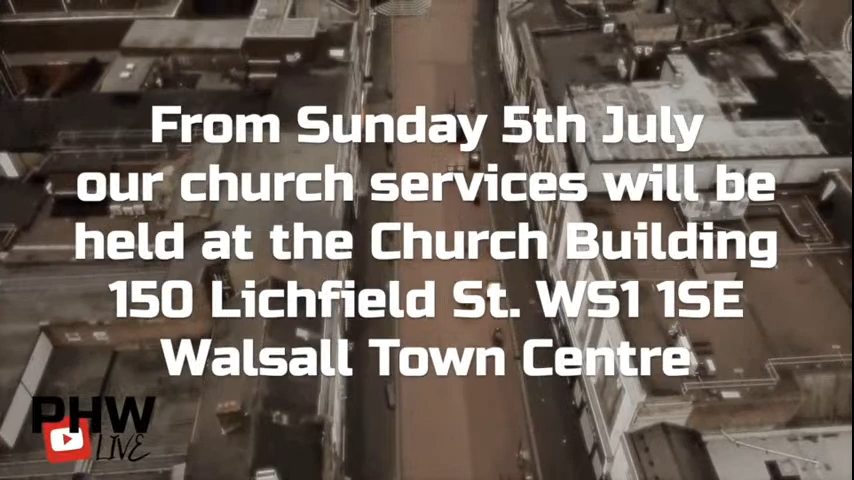 From Sunday 5th July
our church services will be
held at the Church Building
150 Lichfield St. WS1 1SE
Walsall Town Centre
PHW
LIVE